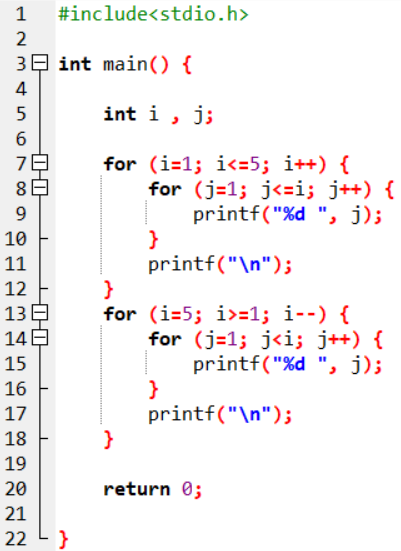 1 #include<stdio.h>
2
3 int main() {
4
5 int i , j;
6
7 for (i=1; i<=5; i++) {
8 for (j=1; j<=i; j++) {
9 printf("%d ", j);
10 }
11 printf("\n");
12 }
13 for (i=5; i>=1; i--) {
14 for (j=1; j<i; j++) {
15 printf("%d ", j);
16 }
17 printf("\n");
18 }
19
20 return 0;
21
22 }